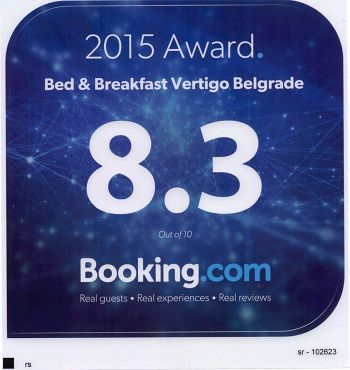 2015 Award.
Bed & Breakfast Vertigo Belgrade
8.3
Out of 10
Booking.com
Real guests • Real experiences • Real reviews
sr - 102623
rs